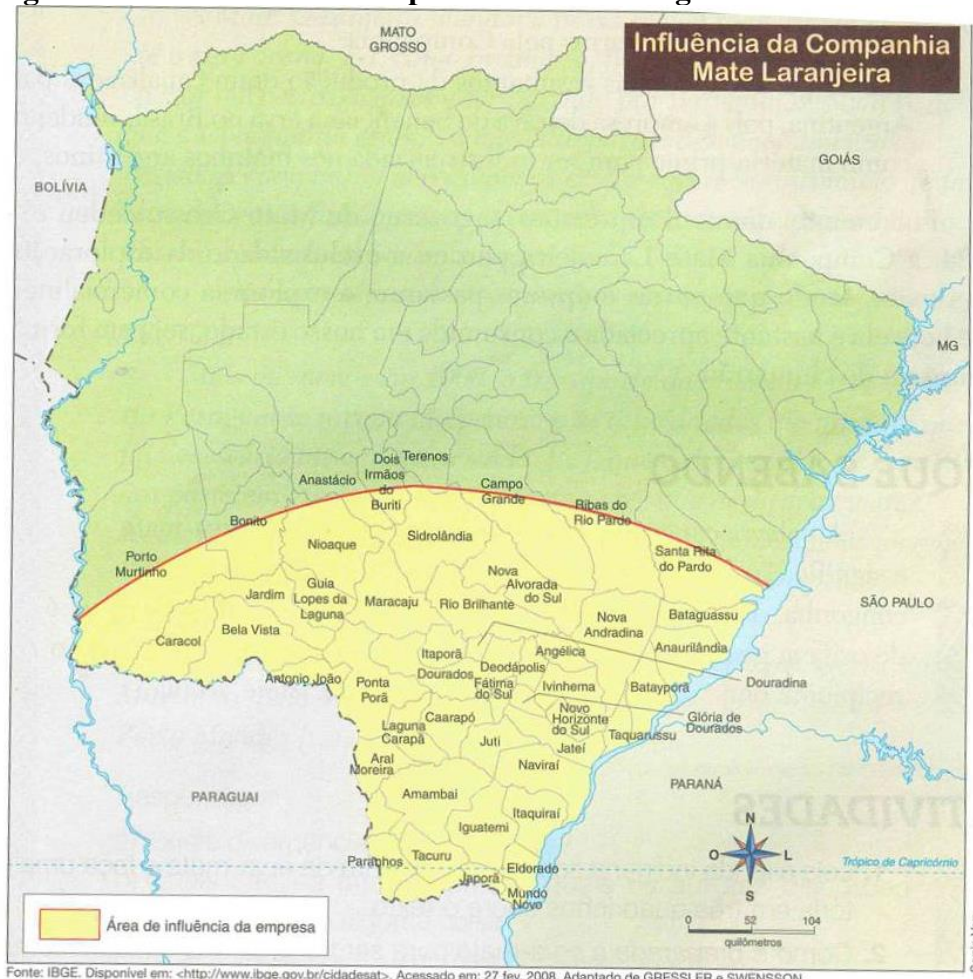 MATO
GROSSO
Influência da Companhia
Mate Laranjeira
GOIÁS
BOLÍVIA
MG
Dois
Irmãos
do
Buriti
Terenos
Anastácio
Campo
Grande
Ribas do
Rio Pardo
Bonito
Nioaque
Sidrolândia
Santa Rita
do Pardo
Porto
Murtinho
Nova
Alvorada
do Sul
Guia
Lopes da
Laguna
Jardim
Maracaju
Rio Brilhante
Nova
Andradina
Bataguassu
SÃO PAULO
Caracol
Bela Vista
Itaporã
Angélica
Anaurilândia
Deodápolis
Antonio João
Ponta
Porã
Dourados
Fátima
do Sul
Ivinhema
Batayporã
Douradina
Novo
Horizonte
do Sul
Glória de
Dourados
Laguna
Carapã
Caarapó
Juti
Jateí
Taquarussu
Aral
Moreira
Naviraí
PARANÁ
PARAGUAI
Amambai
Itaquiraí
Iguatemi
N
O
L
S
Paranhos
Tacuru
Eldorado
Japorã
Mundo
Novo
Trópico de Capricórnio
Área de influência da empresa
0 52 104
quilômetros
Fonte: IBGE. Disponível em: <http://www.ibge.gov.br/cidadesat>. Acessado em: 27 fev. 2008. Adaptado de GRESSLER e SWENSSON